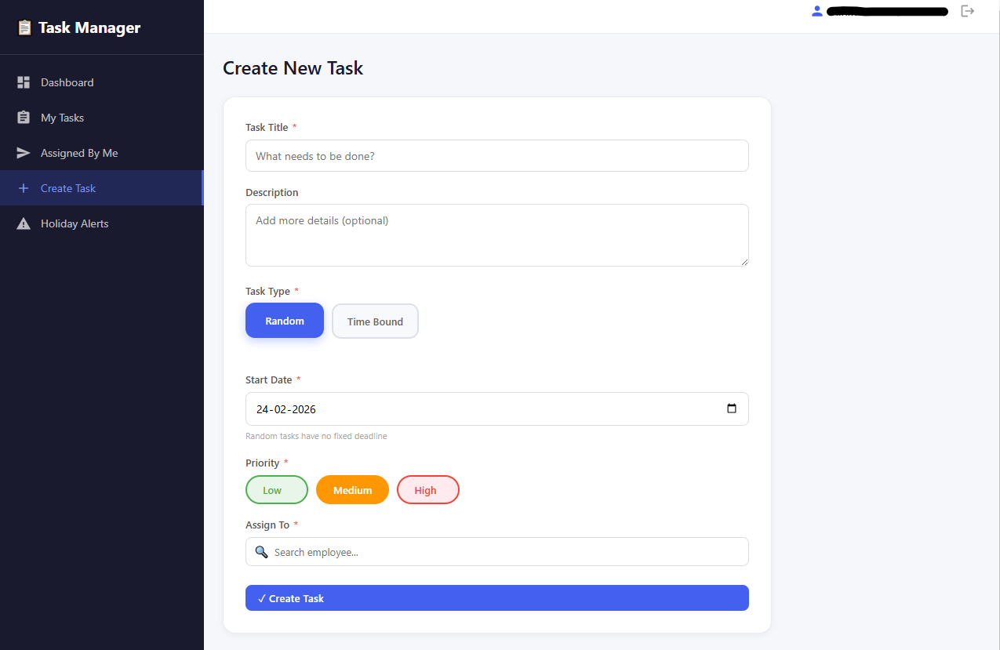 Task Manager
Dashboard
My Tasks
Assigned By Me
Create Task
Holiday Alerts
Create New Task
Task Title *
What needs to be done?
Description
Add more details (optional)
Task Type *
Random
Time Bound
Start Date *
24-02-2026
Random tasks have no fixed deadline
Priority *
Low
Medium
High
Assign To *
Search employee...
✓ Create Task